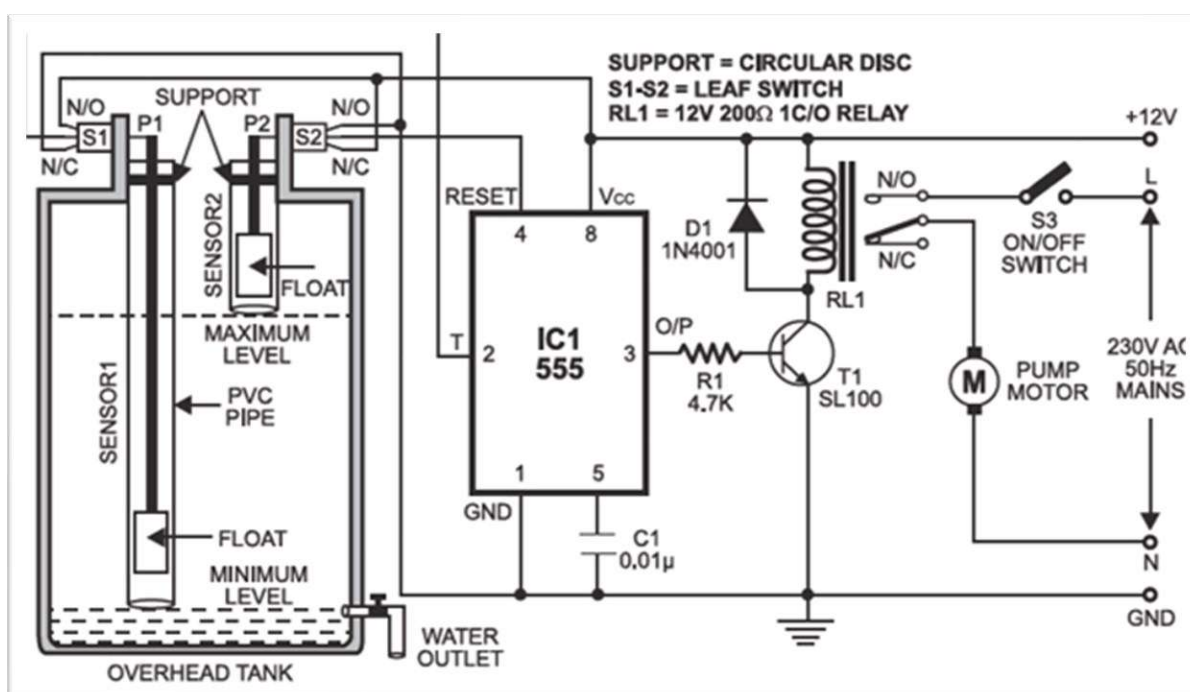 SUPPORT = CIRCULAR DISC
S1-S2 = LEAF SWITCH
RL1 = 12V 200Ω 1C/O RELAY
SUPPORT
N/O
P1
P2
N/O
S1
S2
N/C
N/C
+12V
L
RESET
VCC
4
8
D1
1N4001
N/O
N/C
RL1
S3
ON/OFF
SWITCH
SENSOR2
FLOAT
MAXIMUM
LEVEL
T
2
IC1
555
3
O/P
R1
4.7K
T1
SL100
M
PUMP
MOTOR
230V AC
50Hz
MAINS
SENSOR1
PVC
PIPE
1
5
GND
C1
0.01µ
FLOAT
MINIMUM
LEVEL
N
GND
WATER
OUTLET
OVERHEAD TANK